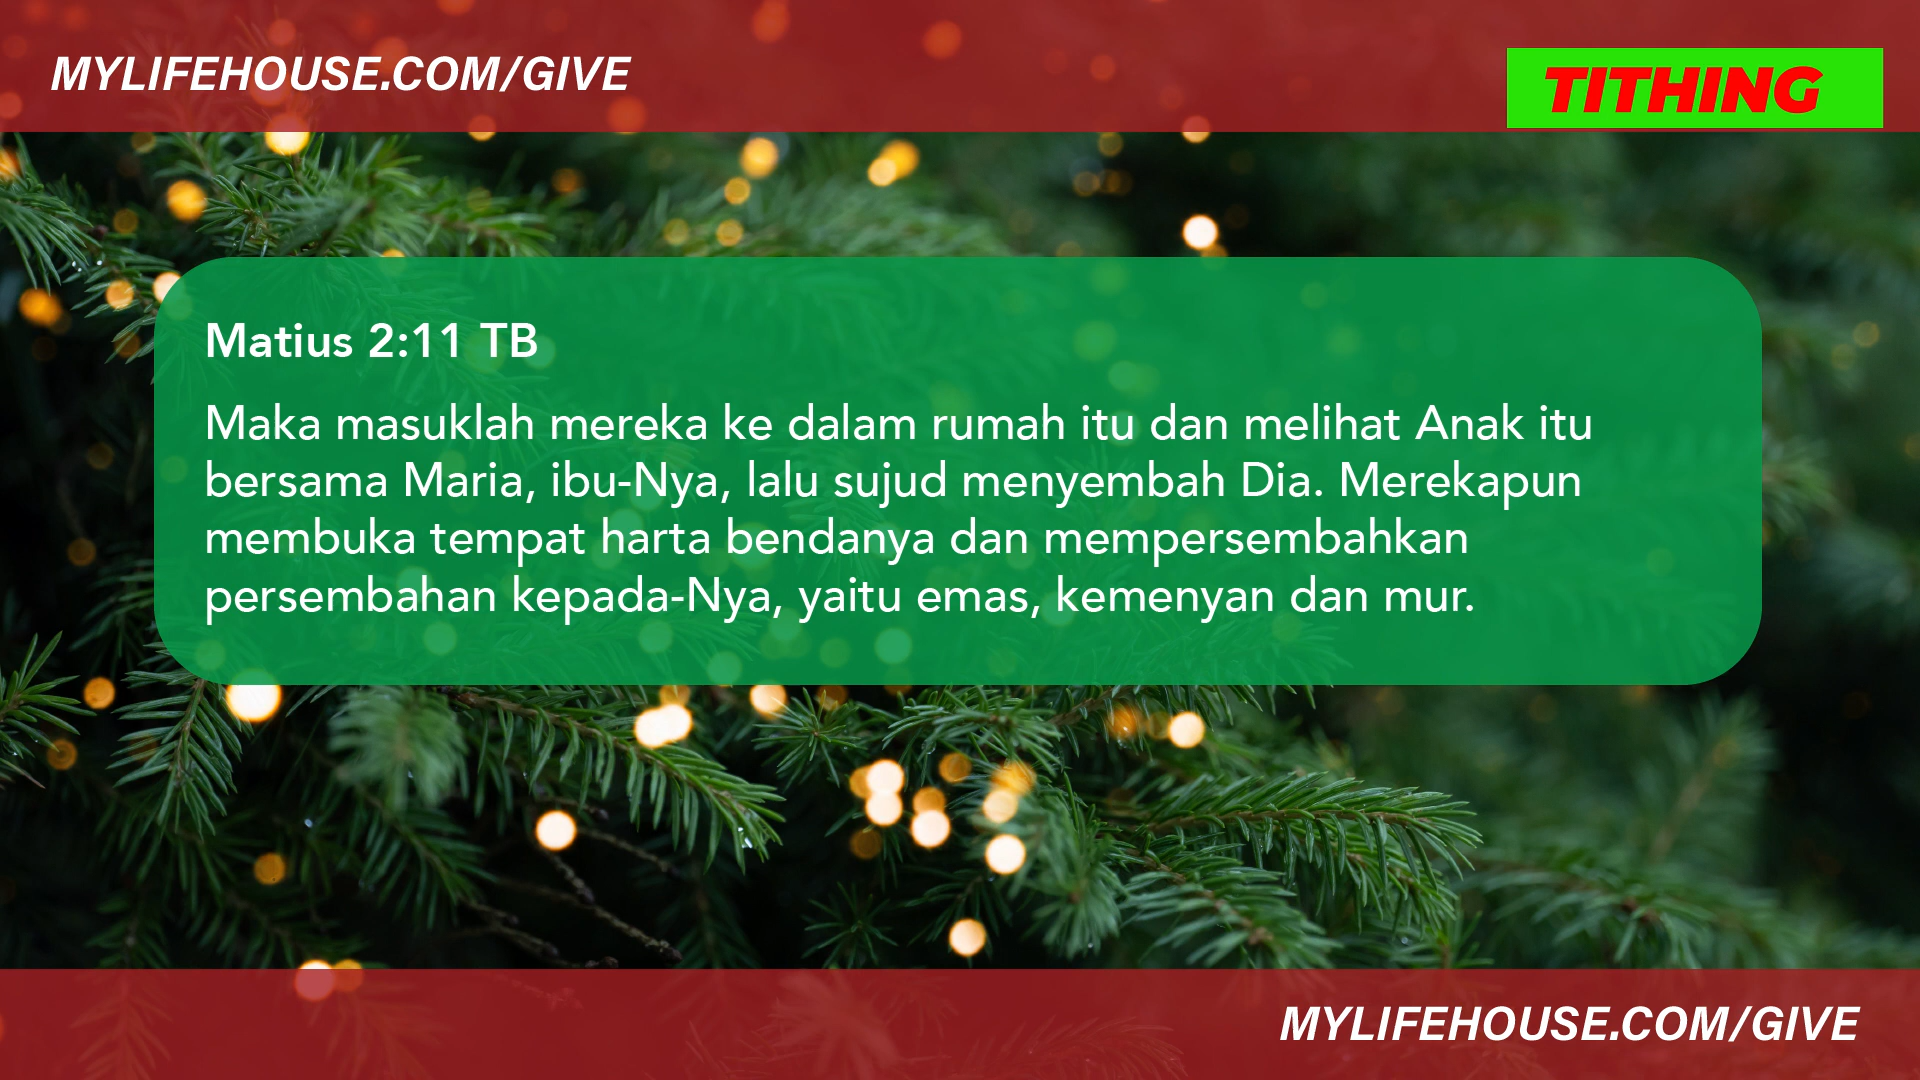 MYLIFEHOUSE.COM/GIVE
TITHING
Matius 2:11 TB
Maka masuklah mereka ke dalam rumah itu dan melihat Anak itu
bersama Maria, ibu-Nya, lalu sujud menyembah Dia. Merekapun
membuka tempat harta bendanya dan mempersembahkan
persembahan kepada-Nya, yaitu emas, kemenyan dan mur.
MYLIFEHOUSE.COM/GIVE